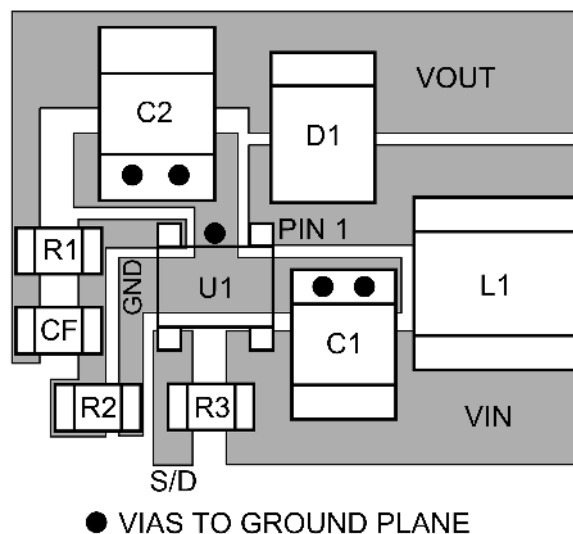 VOUT
C2
D1
PIN 1
R1
GND
U1
L1
CF
C1
R2
R3
VIN
S/D
VIAS TO GROUND PLANE